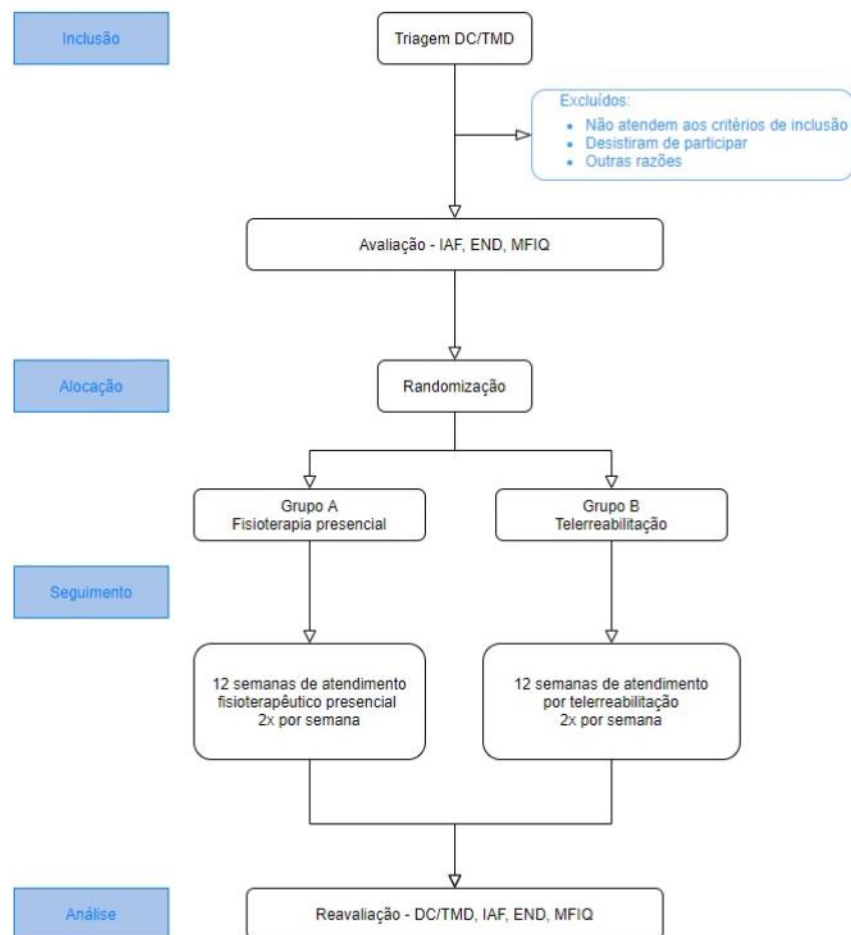 Inclusão
Triagem DC/TMD
Excluídos:
• Não atendem aos critérios de inclusão
• Desistiram de participar
• Outras razões
Avaliação - IAF, END, MFIQ
Alocação
Randomização
Grupo A
Fisioterapia presencial
Grupo B
Telerreabilitação
Seguimento
12 semanas de atendimento
fisioterapêutico presencial
2x por semana
12 semanas de atendimento
por telerreabilitação
2x por semana
Análise
Reavaliação - DC/TMD, IAF, END, MFIQ